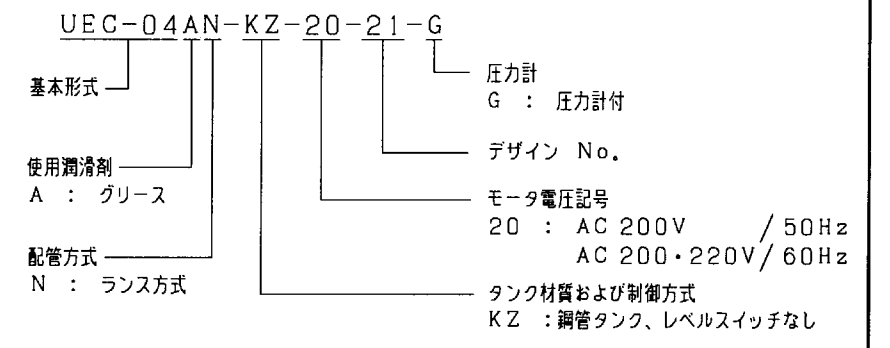 UEC-04AN-KZ-20-21-G
基本形式
圧力計
G : 圧力計付
デザイン No.
使用潤滑剤
A : グリース
モータ電圧記号
20 : AC 200V /50Hz
AC 200・220V/60Hz
配管方式
N : ランス方式
タンク材質および制御方式
KZ :鋼管タンク、レベルスイッチなし